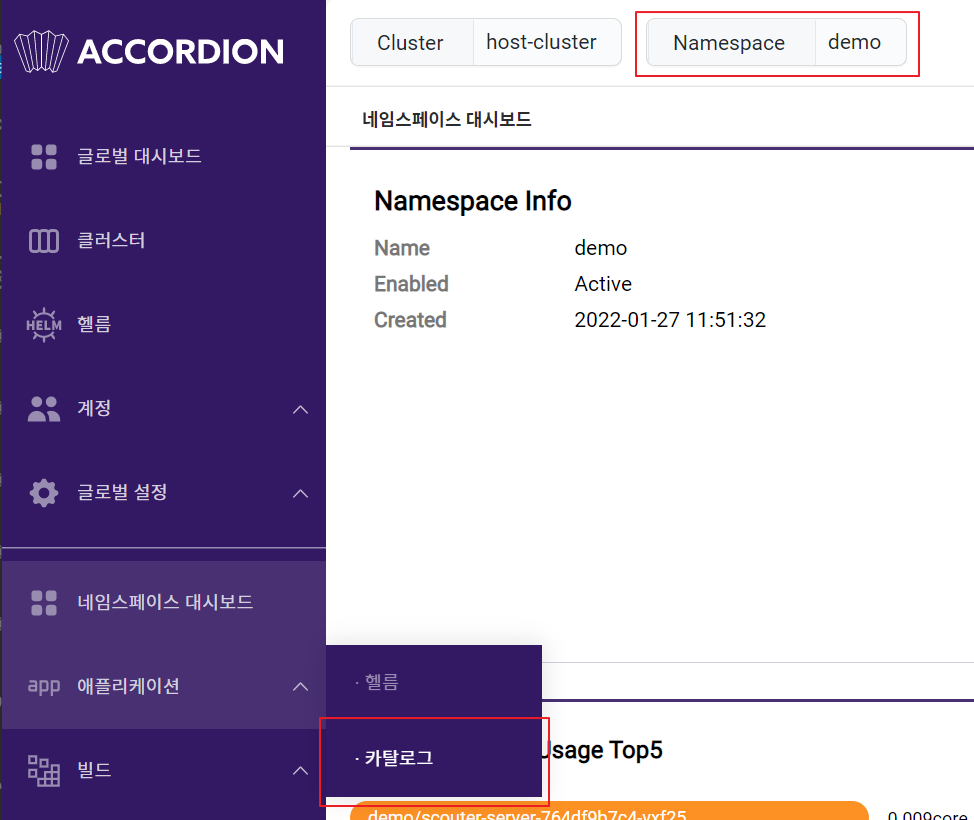 ACCORDION
Cluster host-cluster Namespace demo
네임스페이스 대시보드
글로벌 대시보드
클러스터
HELM 헬름
계정
글로벌 설정
네임스페이스 대시보드
app 애플리케이션
빌드
· 헬름
· 카탈로그
Namespace Info
Name demo
Enabled Active
Created 2022-01-27 11:51:32
Usage Top5
demo/scouter-server-764df9b7c4-vxf25 0.009core